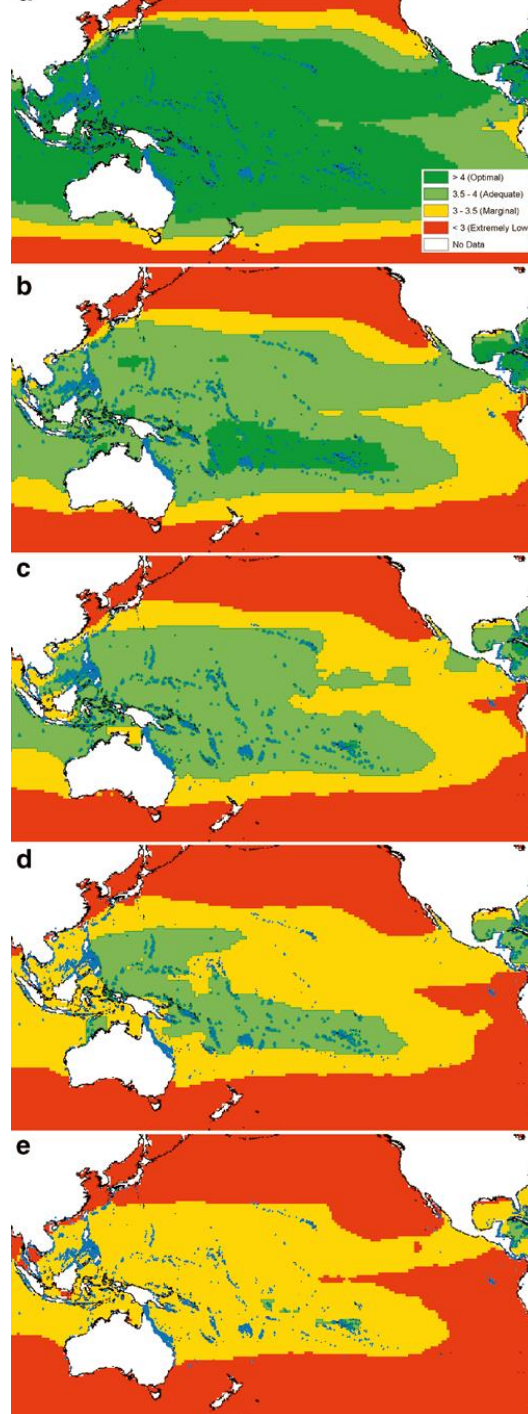 > 4 (Optimal)
3.5 - 4 (Adequate)
3 - 3.5 (Marginal)
< 3 (Extremely Low
No Data
b
c
d
e